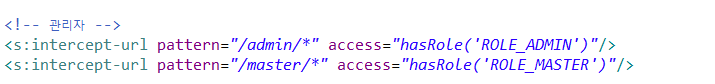 <!-- 관리자 -->
<s:intercept-url pattern="/admin/*" access="hasRole('ROLE_ADMIN')"/>
<s:intercept-url pattern="/master/*" access="hasRole('ROLE_MASTER')"/>